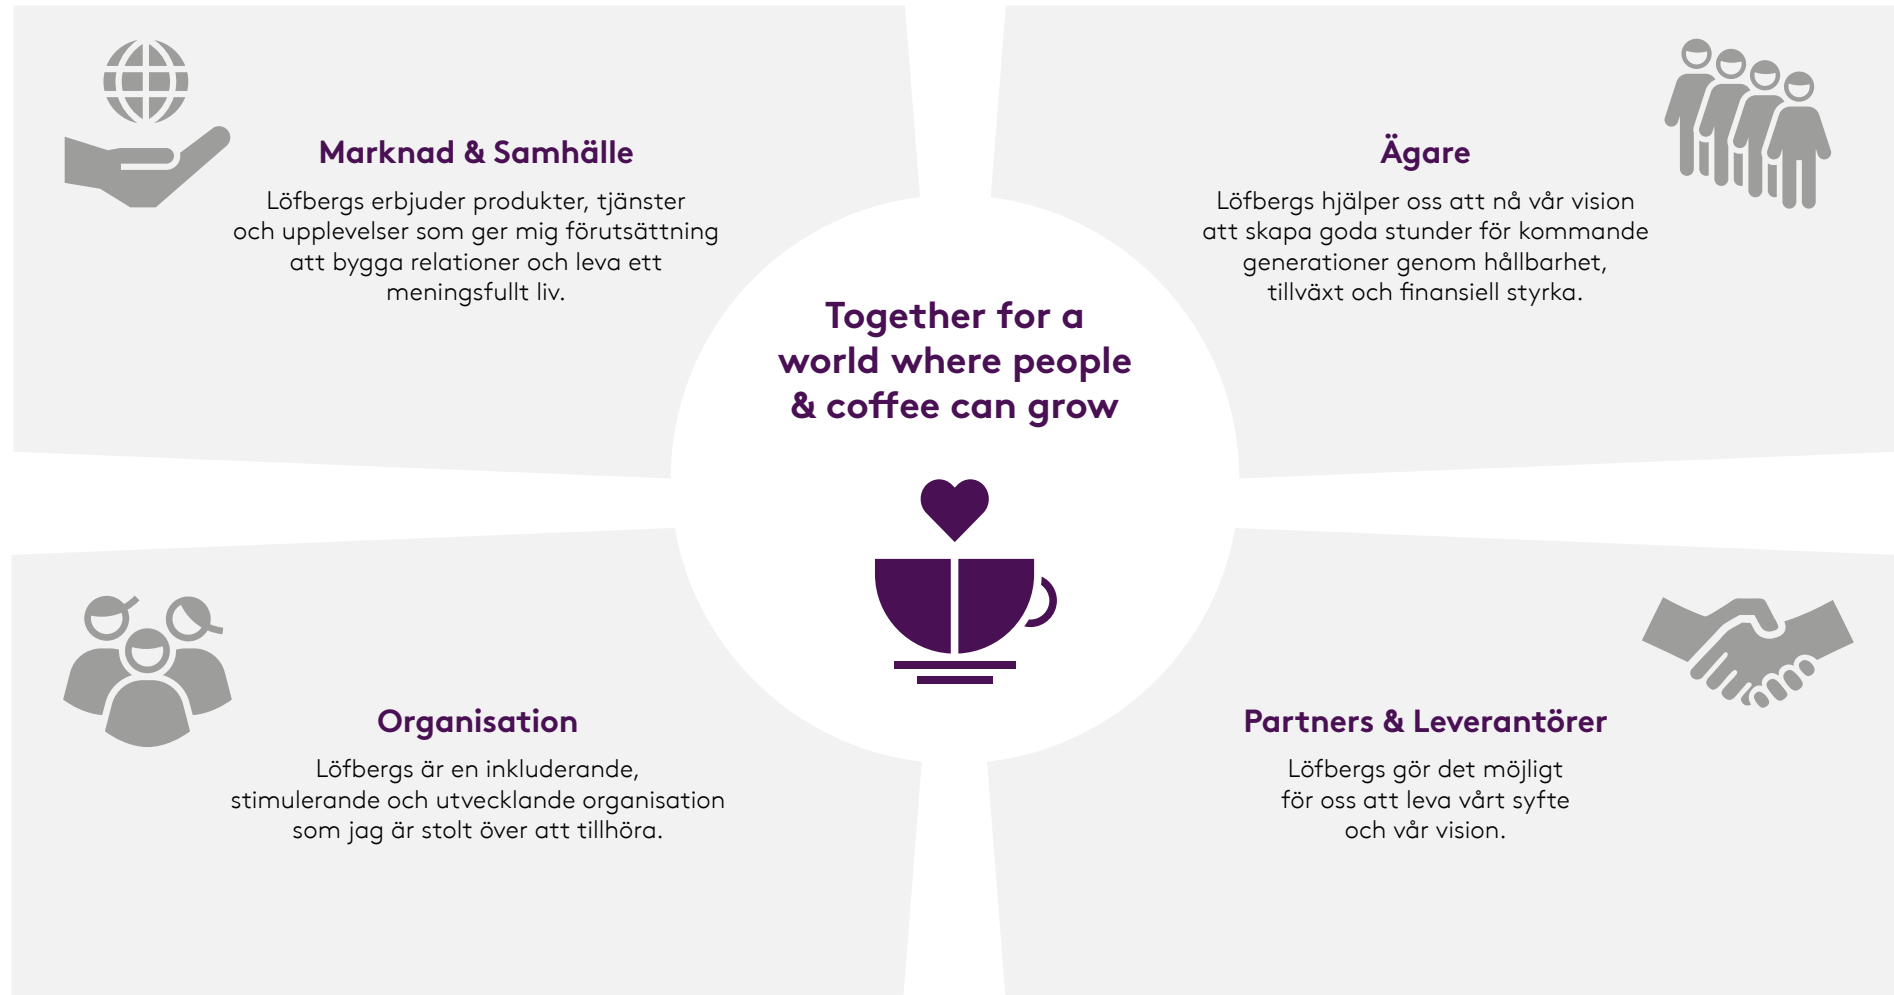 Marknad & Samhälle
Löfbergs erbjuder produkter, tjänster
och upplevelser som ger mig förutsättning
att bygga relationer och leva ett
meningsfullt liv.
Ägare
Löfbergs hjälper oss att nå vår vision
att skapa goda stunder för kommande
generationer genom hållbarhet,
tillväxt och finansiell styrka.
Together for a
world where people
& coffee can grow
Organisation
Löfbergs är en inkluderande,
stimulerande och utvecklande organisation
som jag är stolt över att tillhöra.
Partners & Leverantörer
Löfbergs gör det möjligt
för oss att leva vårt syfte
och vår vision.